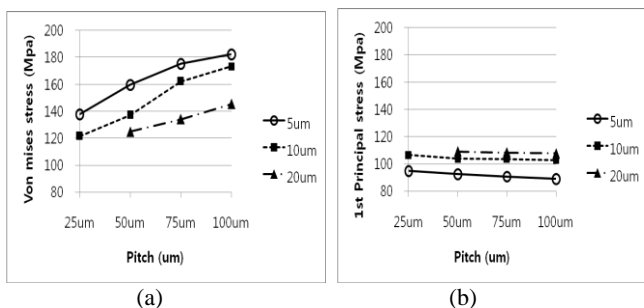 Von mises stress (Mpa)
200
180
160
140
120
100
80
25um 50um 75um 100um
Pitch (um)
5um
10um
20um
(a)
1st Principal stress (Mpa)
200
180
160
140
120
100
80
25um 50um 75um 100um
Pitch (um)
5um
10um
20um
(b)